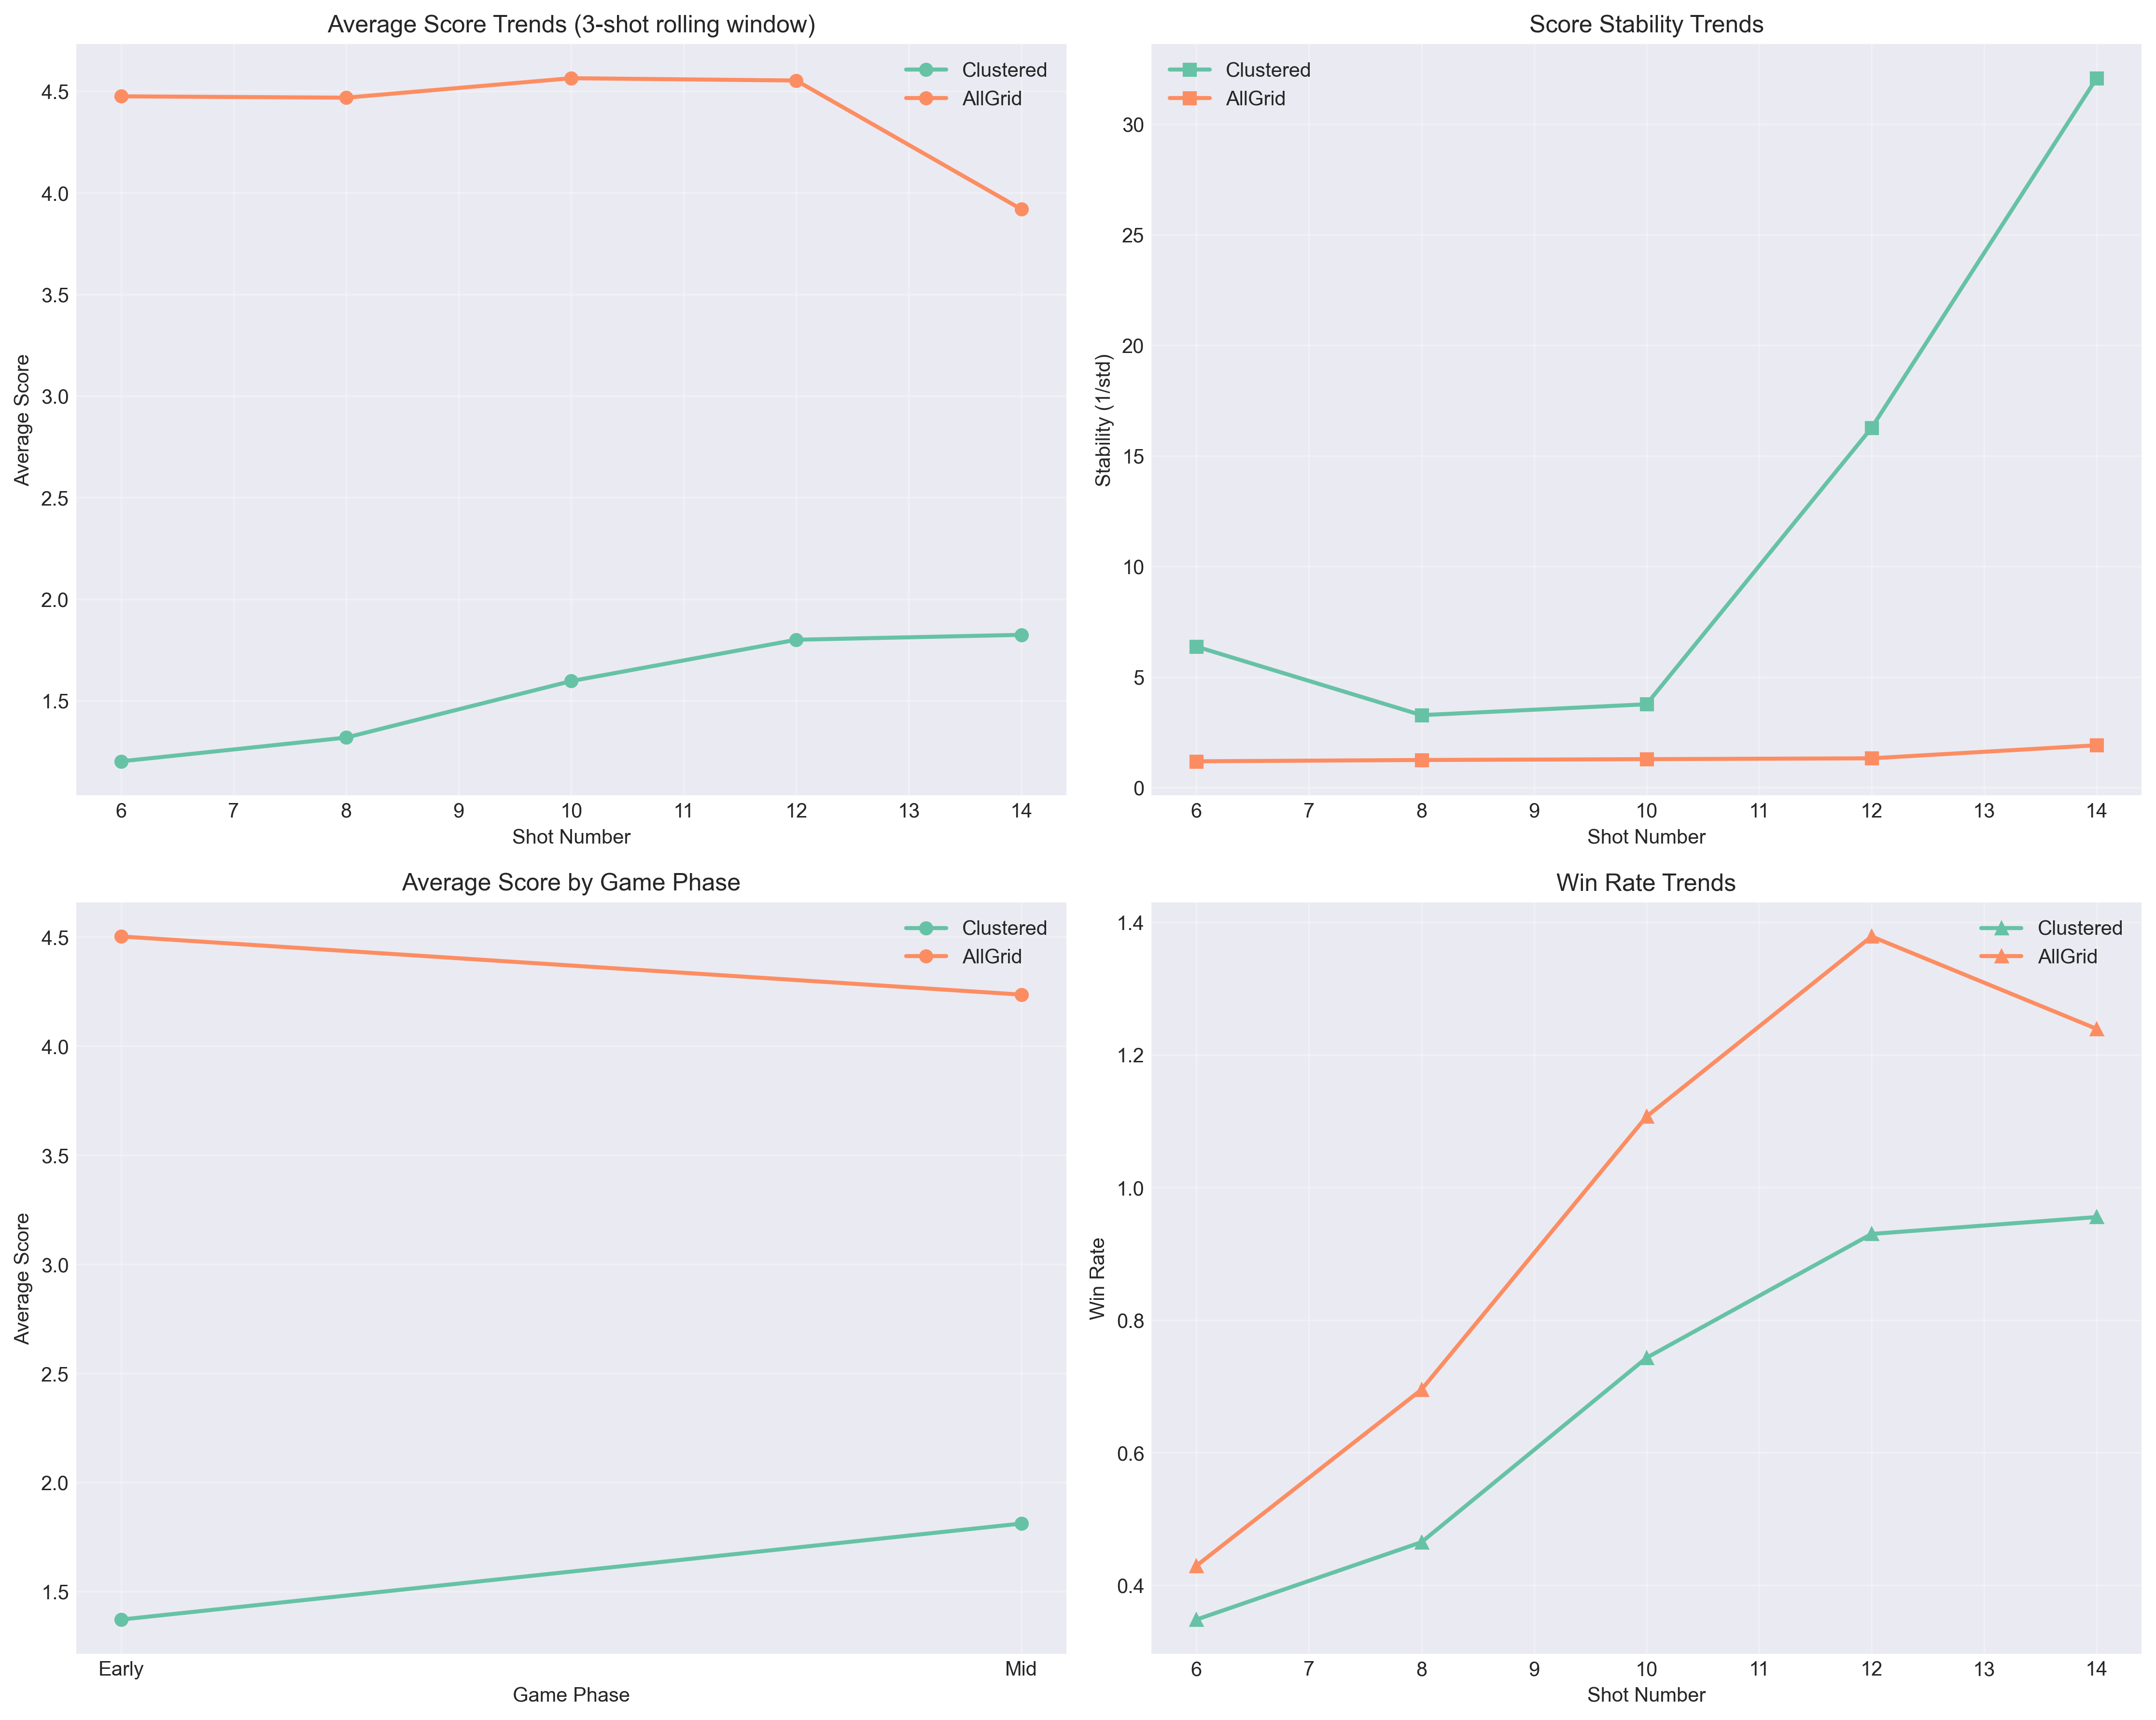 Average Score Trends (3-shot rolling window)
Clustered
AllGrid
4.5
4.0
3.5
3.0
2.5
2.0
1.5
Average Score
6 7 8 9 10 11 12 13 14
Shot Number
Score Stability Trends
Clustered
AllGrid
30
25
20
15
10
5
0
Stability (1/std)
6 7 8 9 10 11 12 13 14
Shot Number
Average Score by Game Phase
Clustered
AllGrid
4.5
4.0
3.5
3.0
2.5
2.0
1.5
Average Score
Early Mid
Game Phase
Win Rate Trends
Clustered
AllGrid
1.4
1.2
1.0
0.8
0.6
0.4
Win Rate
6 7 8 9 10 11 12 13 14
Shot Number